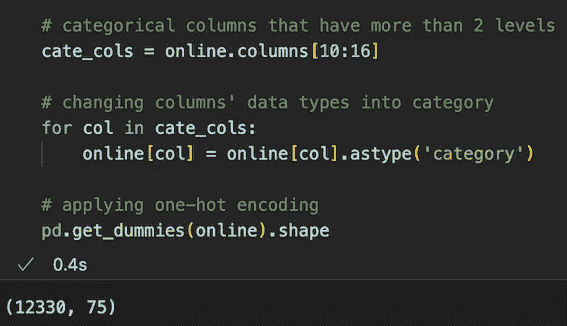 # categorical columns that have more than 2 levels
cate_cols = online.columns[10:16]
# changing columns' data types into category
for col in cate_cols:
    online[col] = online[col].astype('category')
# applying one-hot encoding
pd.get_dummies(online).shape
✓ 0.4s
(12330, 75)